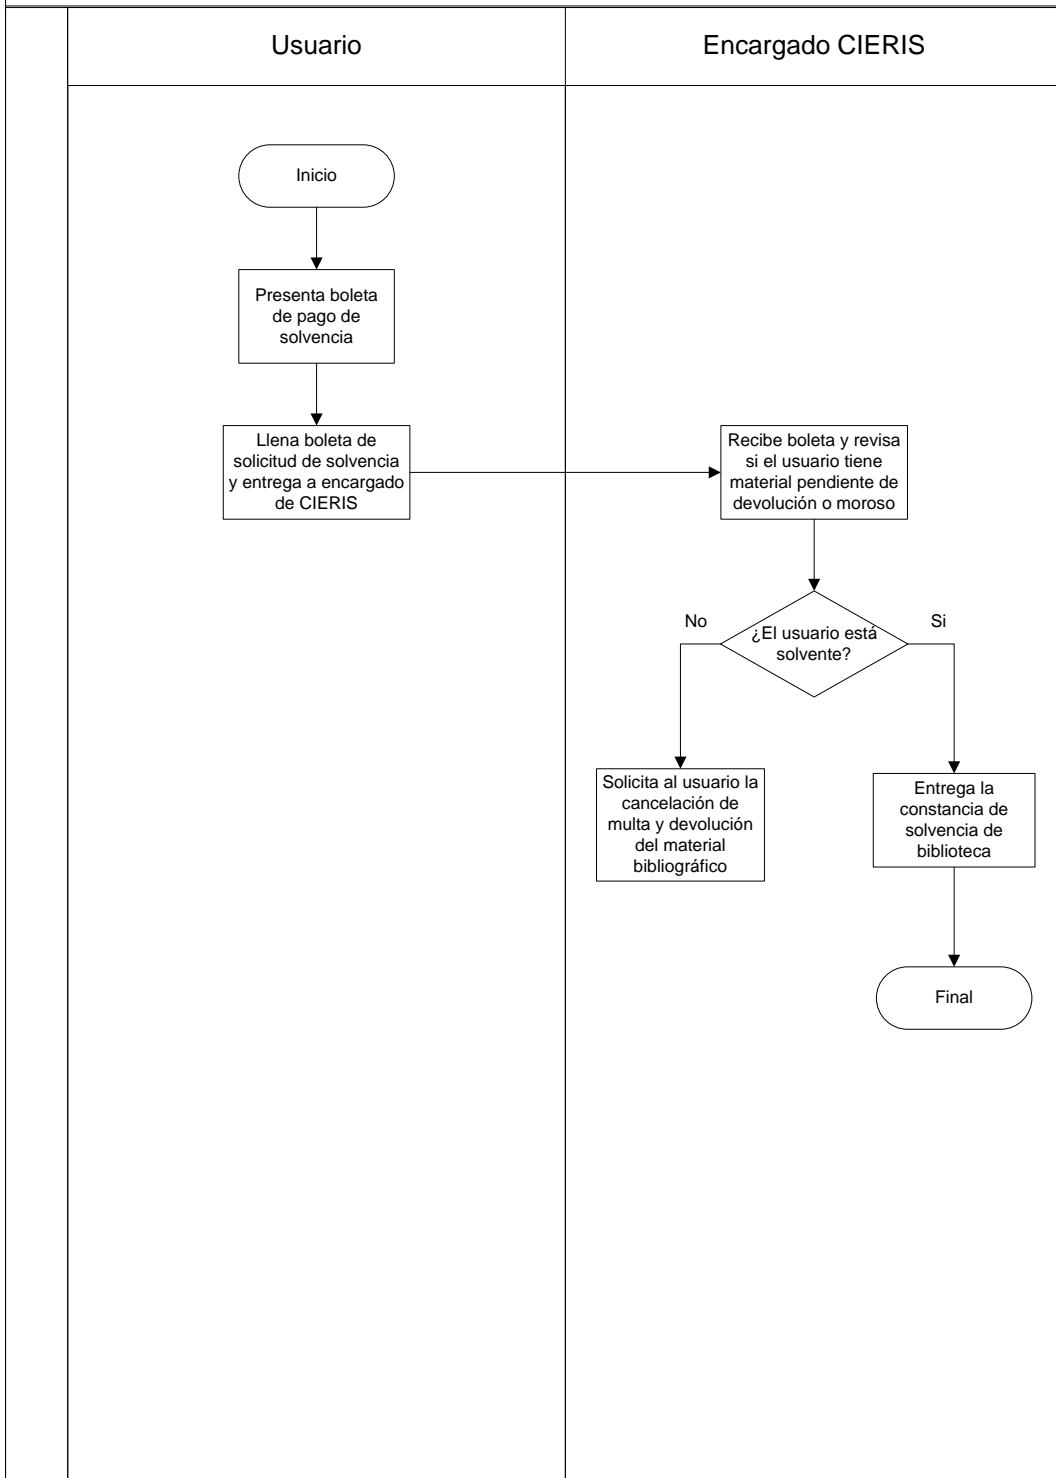 Usuario
Encargado CIERIS
Inicio
Presenta boleta
de pago de
solvencia
Llena boleta de
solicitud de solvencia
y entrega a encargado
de CIERIS
Recibe boleta y revisa
si el usuario tiene
material pendiente de
devolución o moroso
¿El usuario está
solvente?
No
Si
Solicita al usuario la
cancelación de
multa y devolución
del material
bibliográfico
Entrega la
constancia de
solvencia de
biblioteca
Final